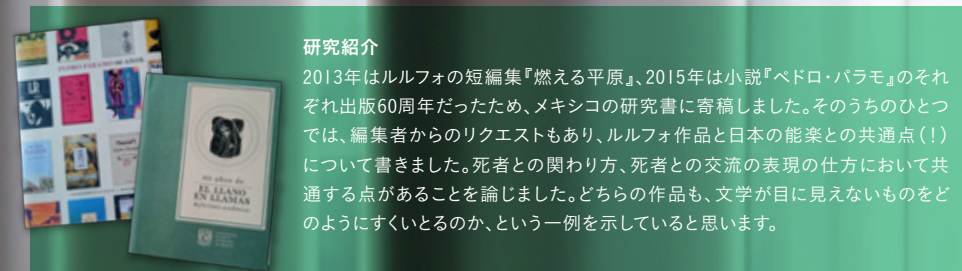 研究紹介
2013年はルルフォの短編集『燃える平原』、2015年は小説『ペドロ・パラモ』のそれ
ぞれ出版60周年だったため、メキシコの研究書に寄稿しました。そのうちのひとつ
では、編集者からのリクエストもあり、ルルフォ作品と日本の能楽との共通点（！）
について書きました。死者との関わり方、死者との交流の表現の仕方において共
通する点があることを論じました。どちらの作品も、文学が目に見えないものをど
のようにすくいとるのか、という一例を示していると思います。
EL LLANO
EN LLAMAS